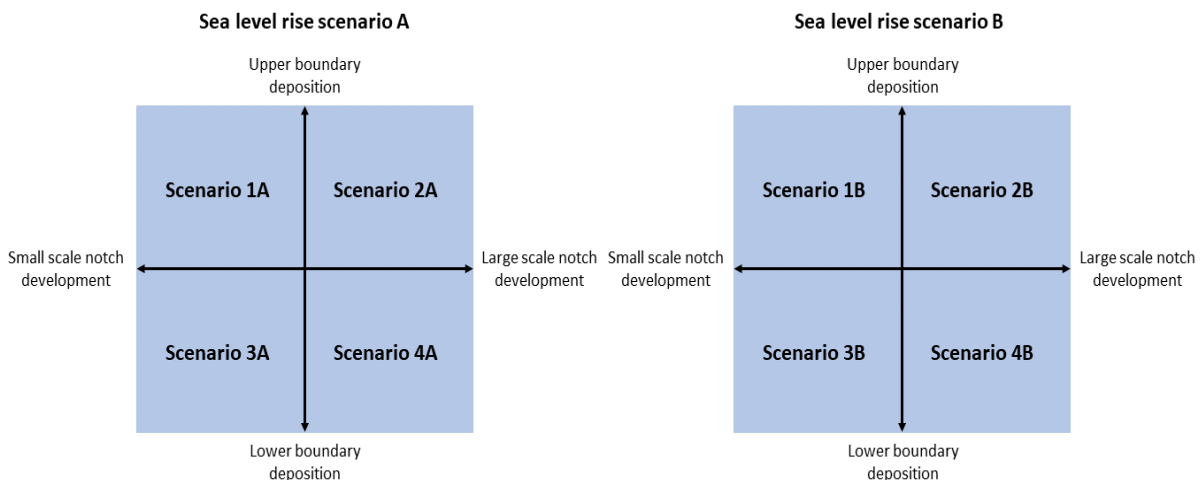 Sea level rise scenario A
Upper boundary
deposition
Scenario 1A
Scenario 2A
Small scale notch
development
Large scale notch
development
Scenario 3A
Scenario 4A
Lower boundary
deposition
Sea level rise scenario B
Upper boundary
deposition
Scenario 1B
Scenario 2B
Small scale notch
development
Large scale notch
development
Scenario 3B
Scenario 4B
Lower boundary
deposition